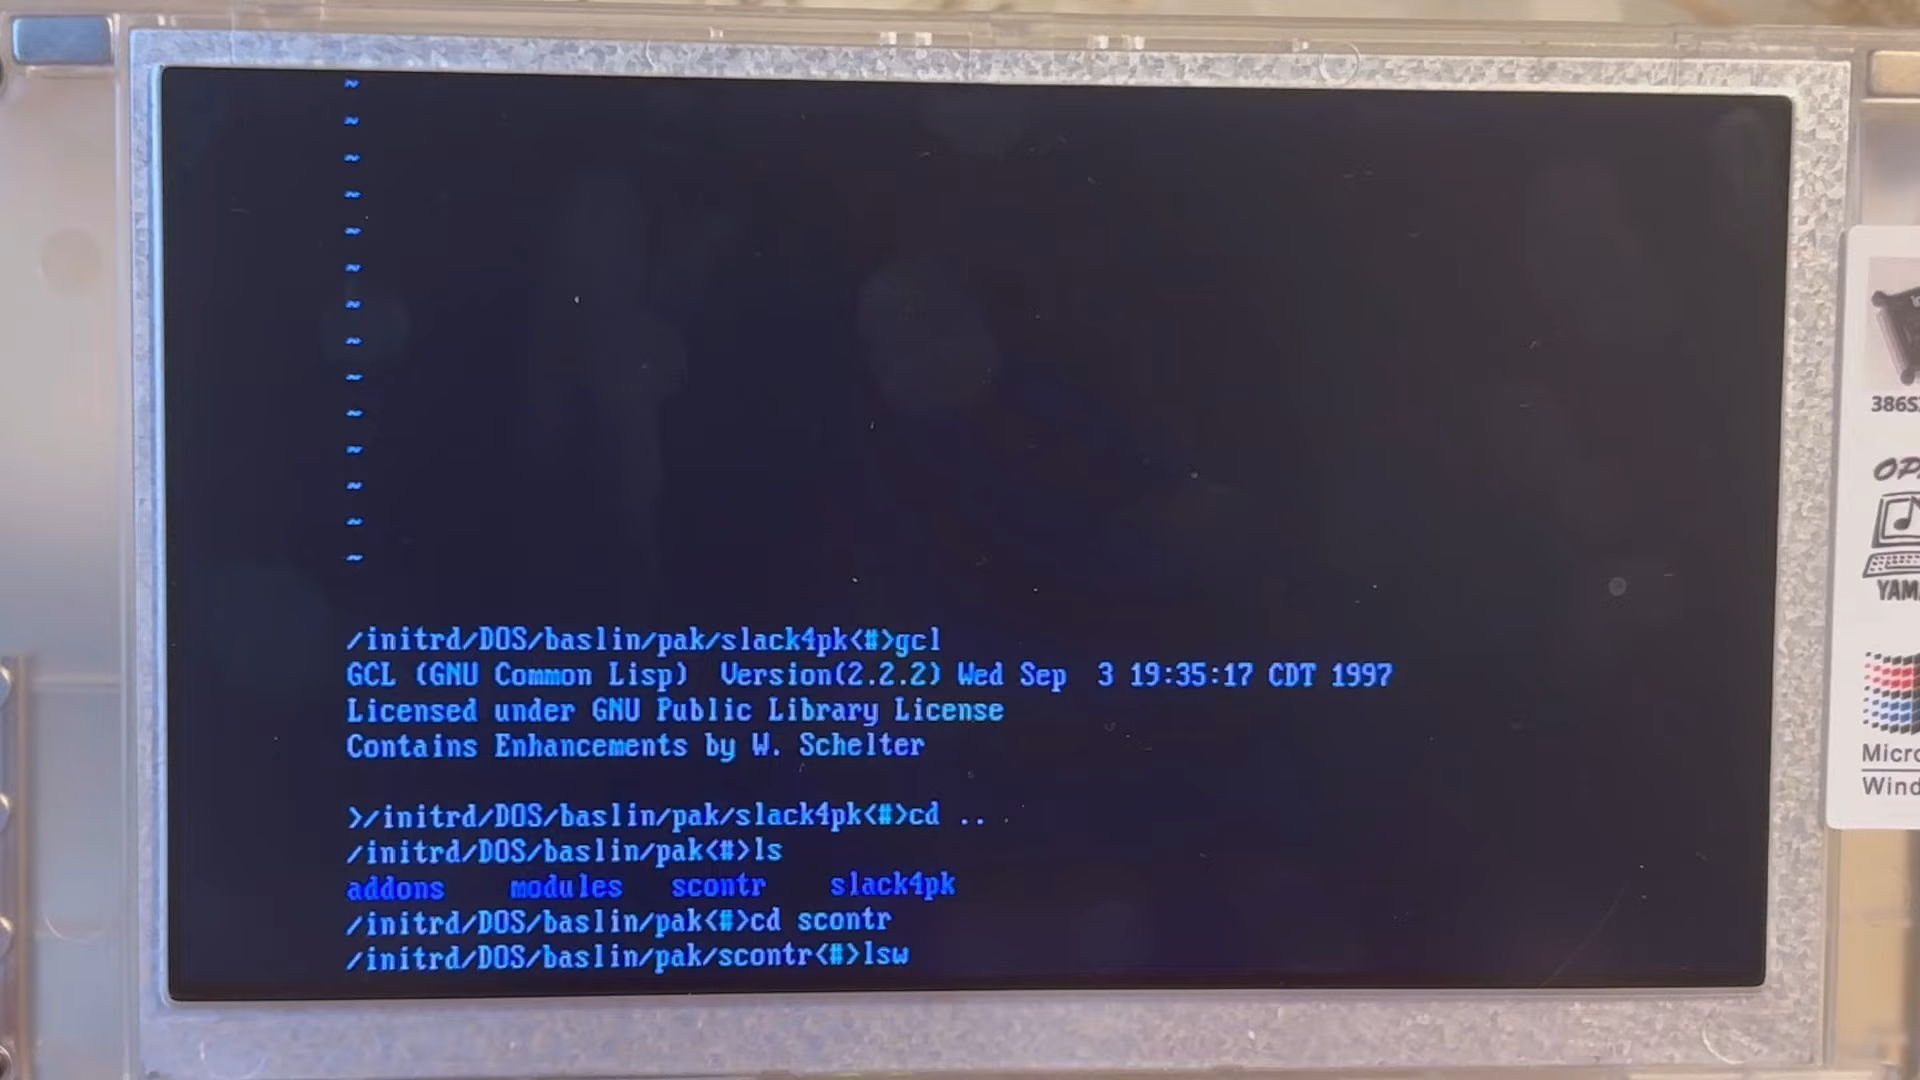 ~
~
~
~
~
~
~
~
~
~
~
~
~
~
/initrd/DOS/baslin/pak/slack4pk<#>gcl
GCL (GNU Common Lisp)  Version(2.2.2) Wed Sep  3 19:35:17 CDT 1997
Licensed under GNU Public Library License
Contains Enhancements by W. Schelter
>/initrd/DOS/baslin/pak/slack4pk<#>cd ..
/initrd/DOS/baslin/pak<#>ls
addons    modules   scontr    slack4pk
/initrd/DOS/baslin/pak<#>cd scontr
/initrd/DOS/baslin/pak/scontr<#>lsw
386S
OP
YAM
Micro
Wind